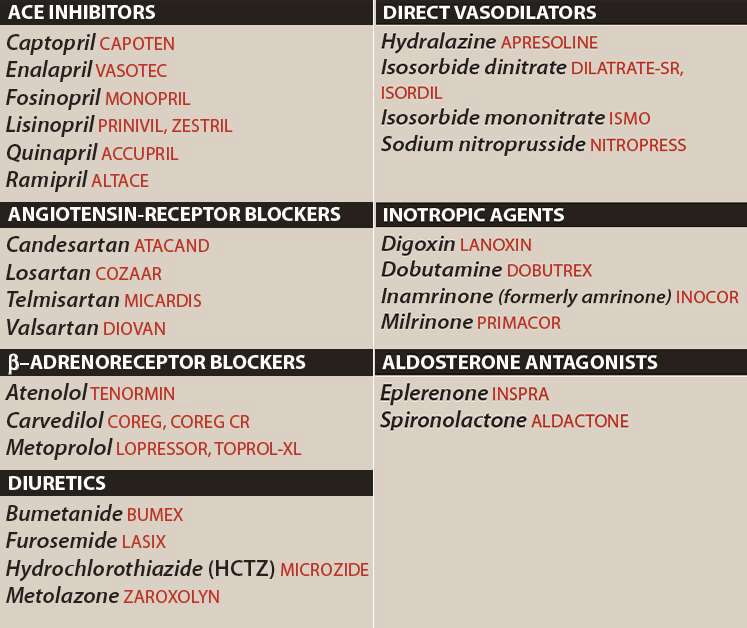 ACE INHIBITORS
Captopril CAPOTEN
Enalapril VASOTEC
Fosinopril MONOPRIL
Lisinopril PRINIVIL, ZESTRIL
Quinapril ACCUPRIL
Ramipril ALTACE
ANGIOTENSIN-RECEPTOR BLOCKERS
Candesartan ATACAND
Losartan COZAAR
Telmisartan MICARDIS
Valsartan DIOVAN
β–ADRENORECEPTOR BLOCKERS
Atenolol TENORMIN
Carvedilol COREG, COREG CR
Metoprolol LOPRESSOR, TOPROL-XL
DIURETICS
Bumetanide BUMEX
Furosemide LASIX
Hydrochlorothiazide (HCTZ) MICROZIDE
Metolazone ZAROXOLYN
DIRECT VASODILATORS
Hydralazine APRESOLINE
Isosorbide dinitrate DILATRATE-SR,
ISORDIL
Isosorbide mononitrate ISMO
Sodium nitroprusside NITROPRESS
INOTROPIC AGENTS
Digoxin LANOXIN
Dobutamine DOBUTREX
Inamrinone (formerly amrinone) INOCOR
Milrinone PRIMACOR
ALDOSTERONE ANTAGONISTS
Eplerenone INSPRA
Spironolactone ALDACTONE